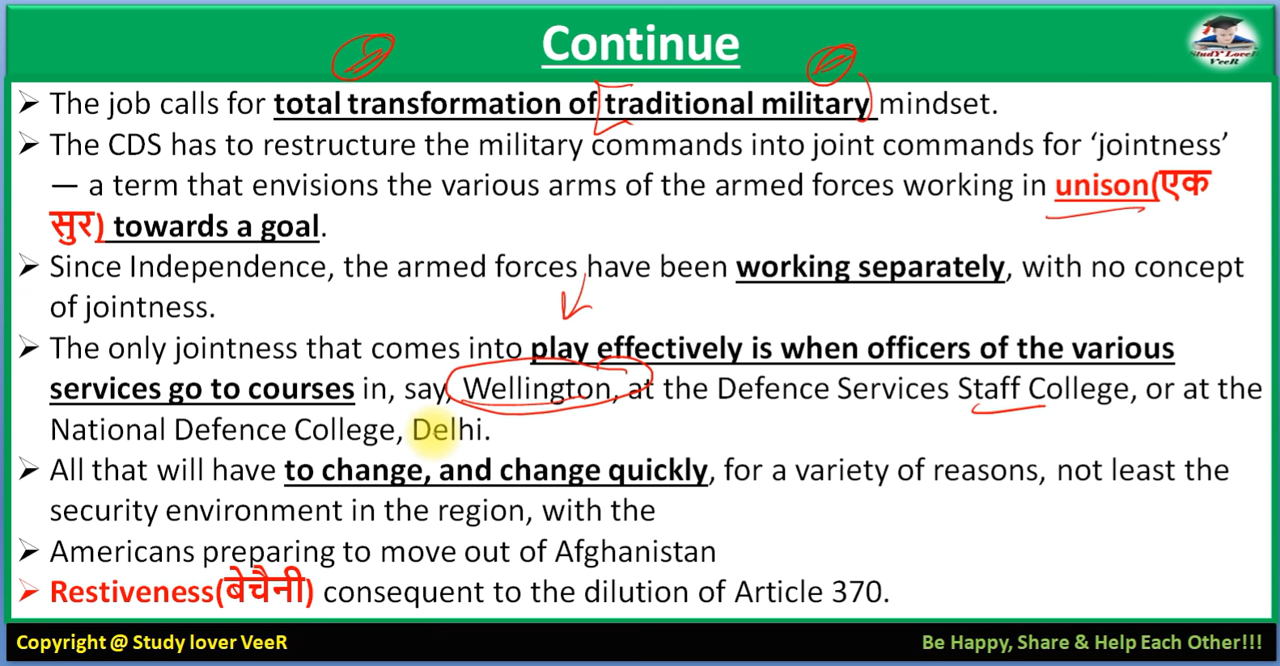 Continue
StudY LoveR
VeeR
➢ The job calls for total transformation of traditional military mindset.
➢ The CDS has to restructure the military commands into joint commands for ‘jointness’
— a term that envisions the various arms of the armed forces working in unison(एक
सुर) towards a goal.
➢ Since Independence, the armed forces have been working separately, with no concept
of jointness.
➢ The only jointness that comes into play effectively is when officers of the various
services go to courses in, say, Wellington, at the Defence Services Staff College, or at the
National Defence College, Delhi.
➢ All that will have to change, and change quickly, for a variety of reasons, not least the
security environment in the region, with the
➢ Americans preparing to move out of Afghanistan
➢ Restiveness(बेचैनी) consequent to the dilution of Article 370.
Copyright @ Study lover VeeR
Be Happy, Share & Help Each Other!!!